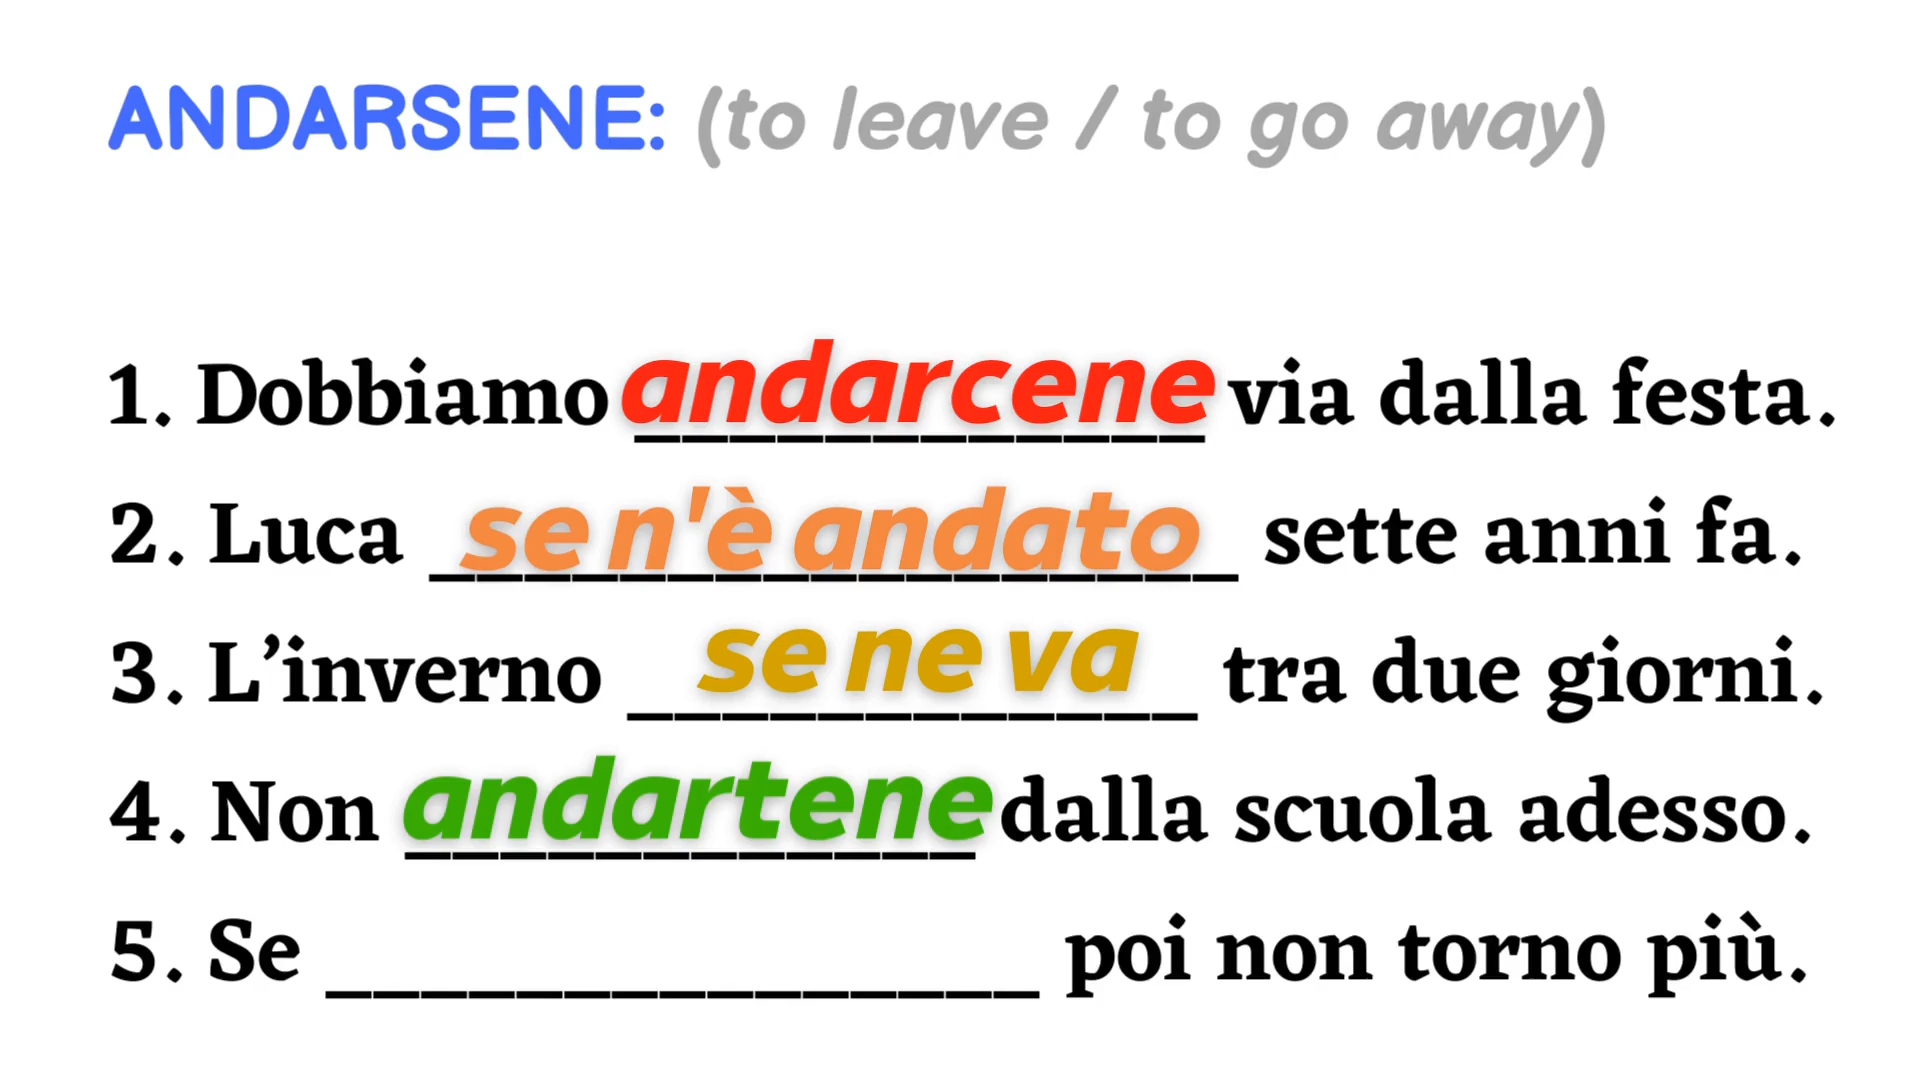 ANDARSENE: (to leave / to go away)
1. Dobbiamo andarcene via dalla festa.
2. Luca se n'è andato sette anni fa.
3. L’inverno se ne va tra due giorni.
4. Non andartene dalla scuola adesso.
5. Se _______________ poi non torno più.